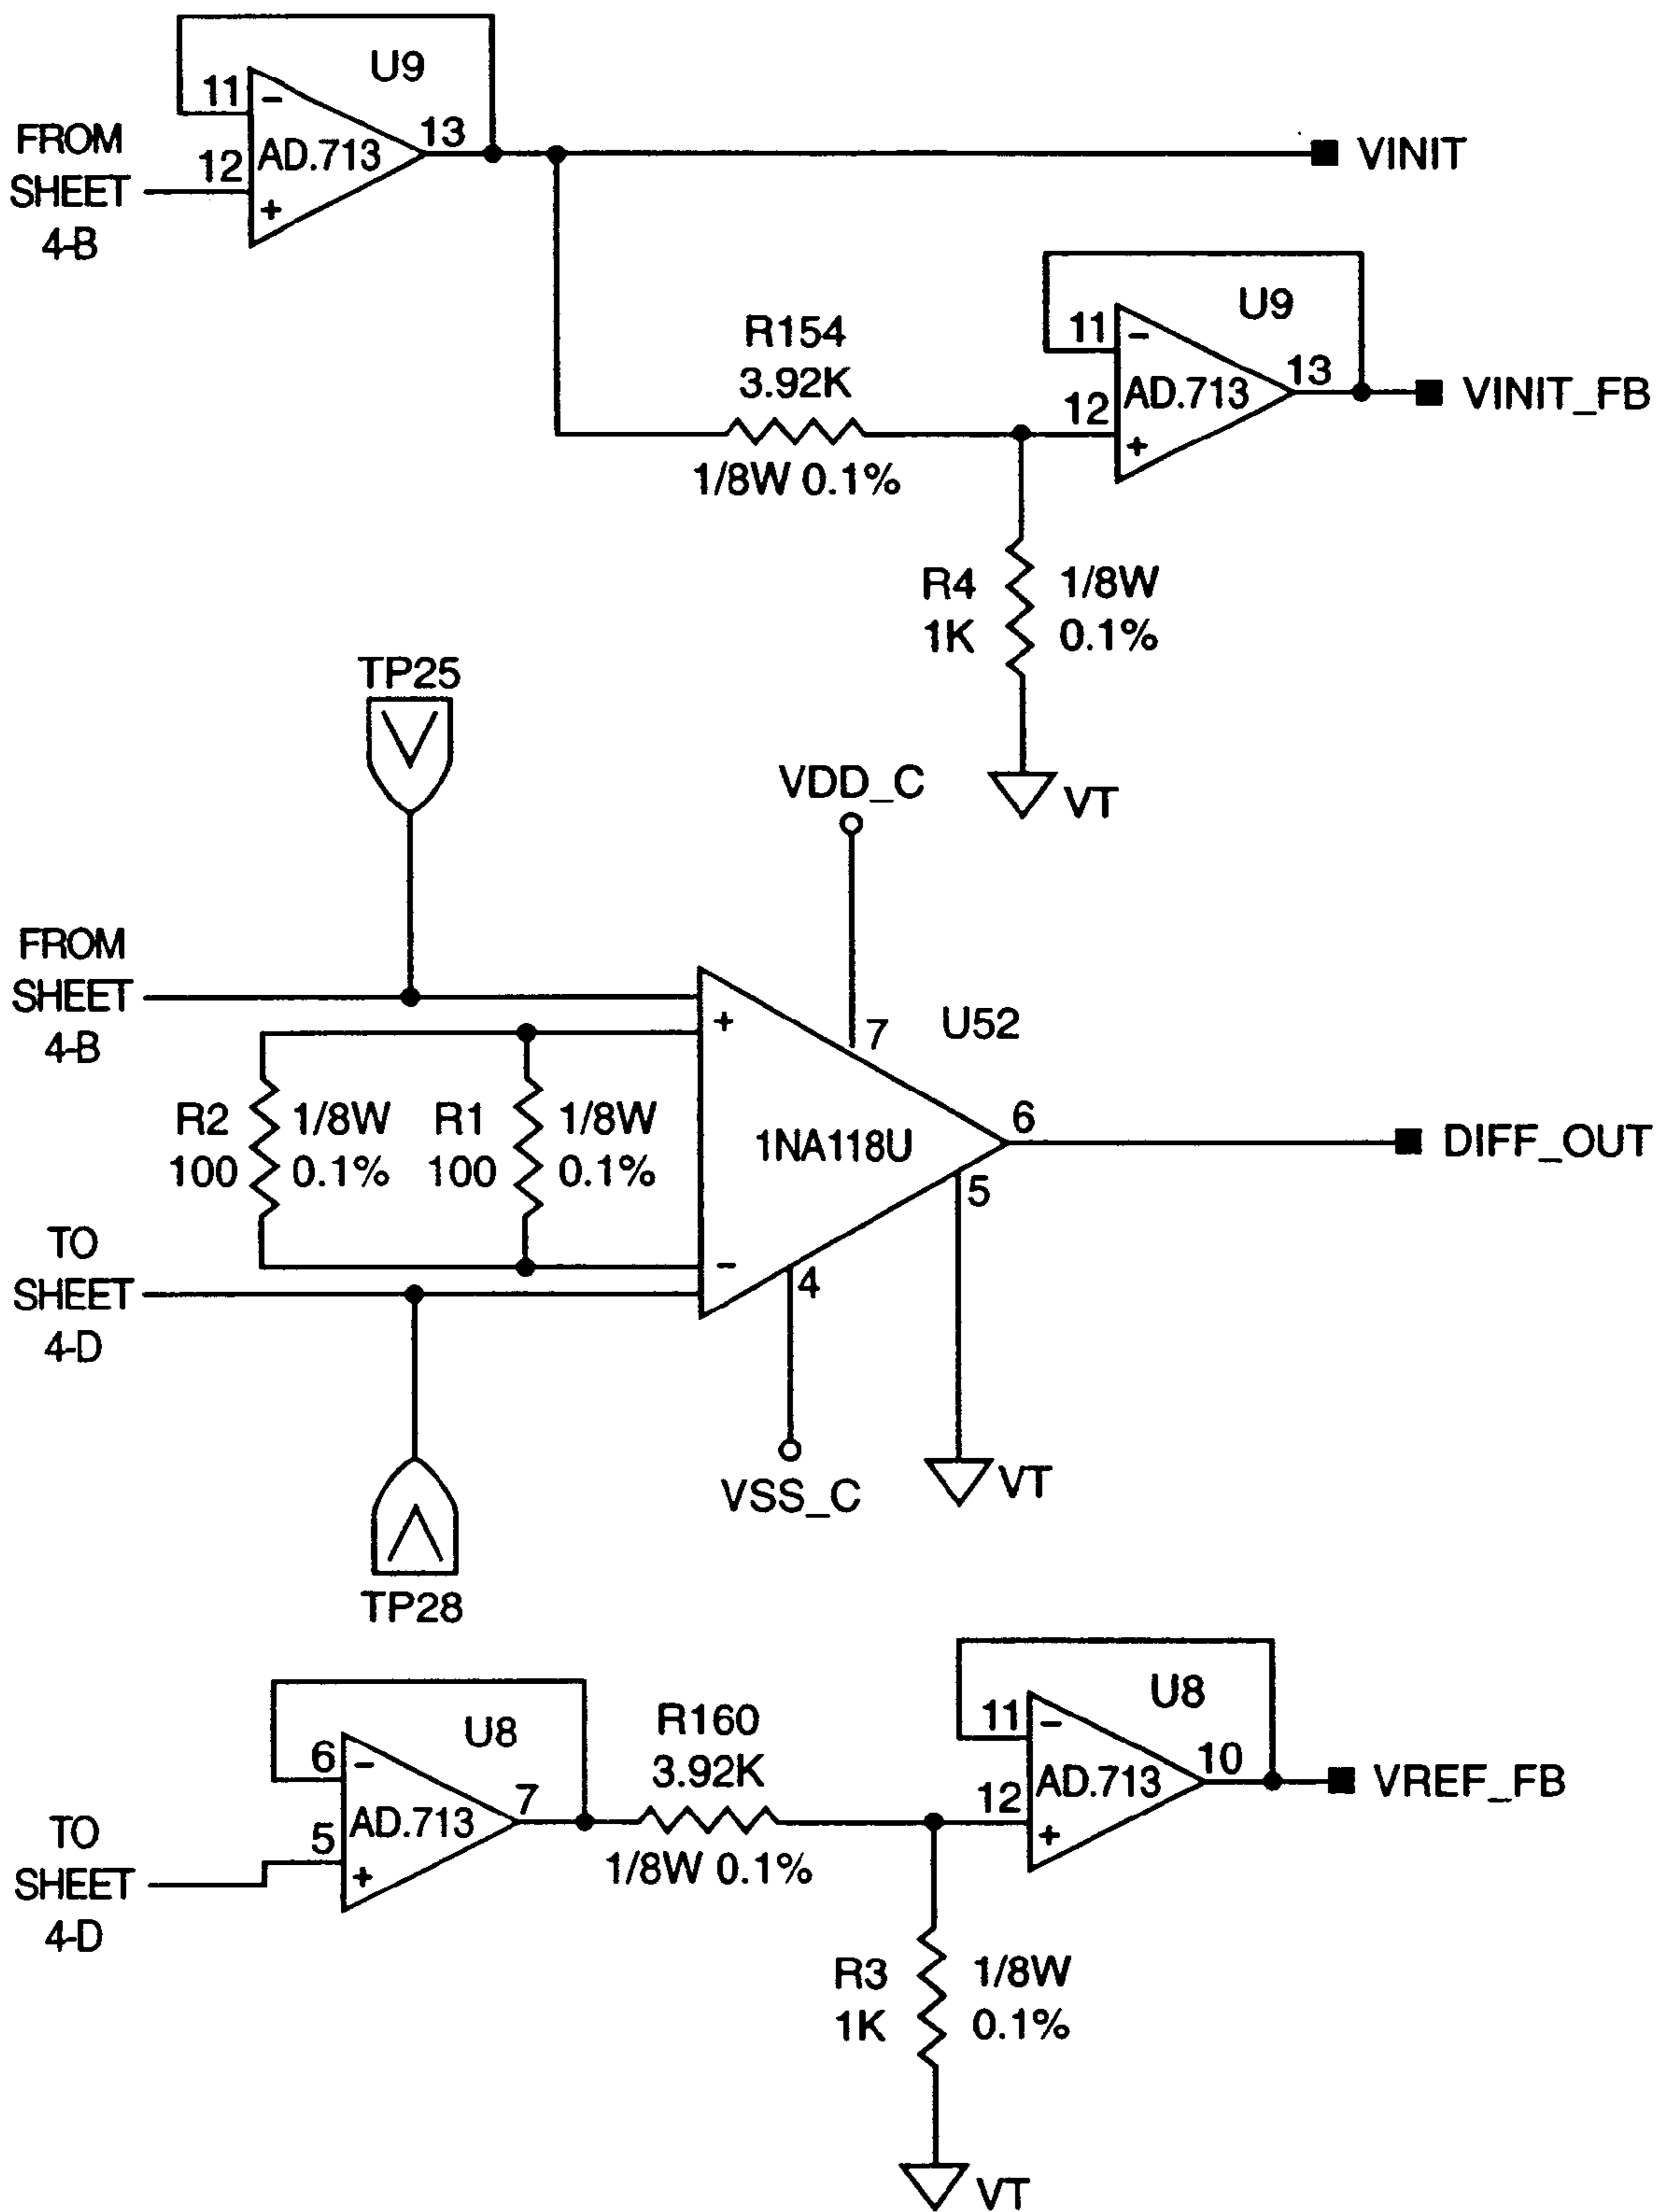 U9
11
−
FROM
SHEET
4-B
12
AD.713
13
+
VINIT
U9
11
−
R154
3.92K
AD.713
13
VINIT_FB
12
+
1/8W 0.1%
R4
1K
1/8W
0.1%
VT
TP25
VDD_C
FROM
SHEET
4-B
+
7
U52
R2
100
1/8W
0.1%
R1
100
1/8W
0.1%
1NA118U
6
DIFF_OUT
5
TO
SHEET
4-D
−
4
VSS_C
VT
TP28
U8
6
−
R160
3.92K
U8
11
−
7
10
VREF_FB
TO
SHEET
4-D
5
AD.713
+
1/8W 0.1%
12
AD.713
+
R3
1K
1/8W
0.1%
VT